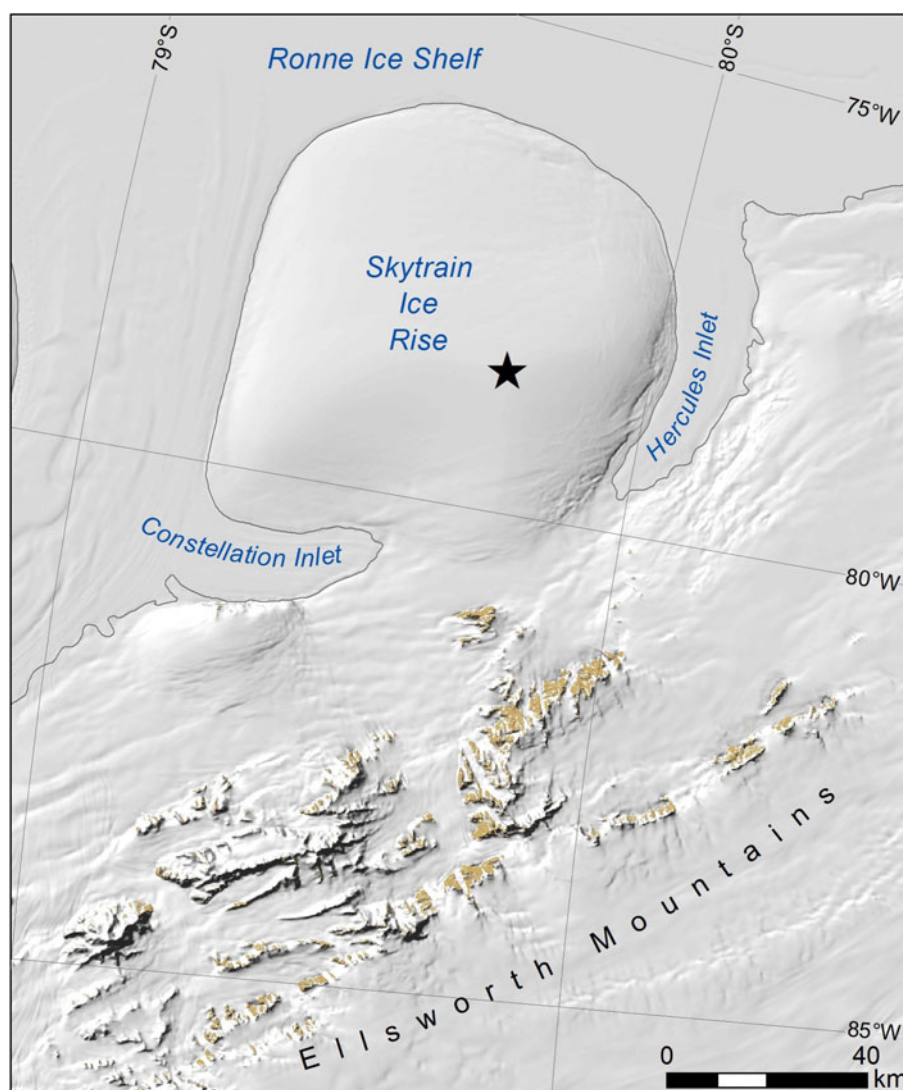 79°S
Ronne Ice Shelf
80°S
75°W
Skytrain
Ice
Rise
Hercules Inlet
Constellation Inlet
80°W
Ellsworth Mountains
85°W
0 40
km